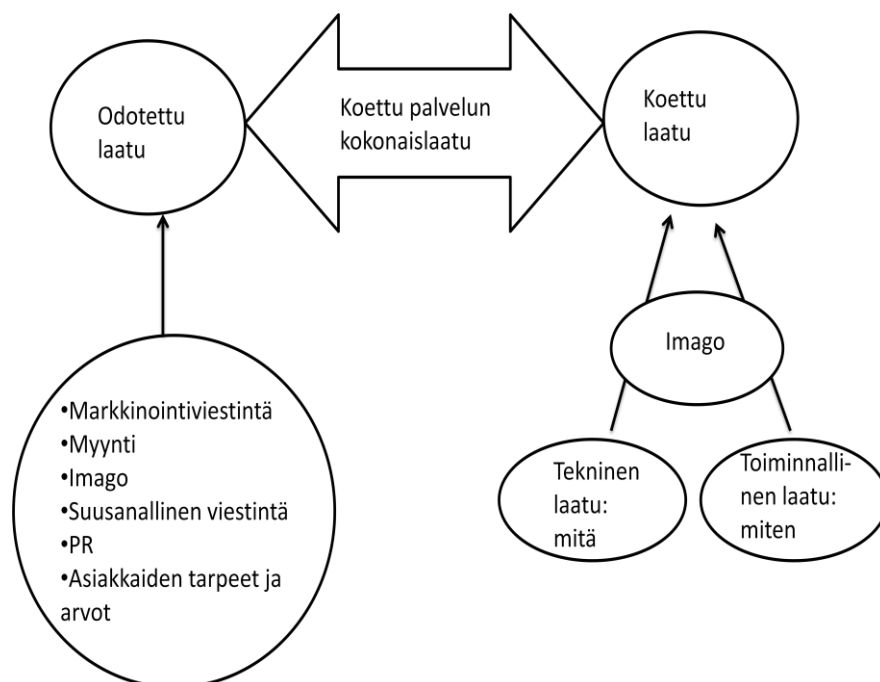 Odotettu
laatu
Koettu palvelun
kokonaislaatu
Koettu
laatu
Imago
•Markkinointiviestintä
•Myynti
•Imago
•Suusanallinen viestintä
•PR
•Asiakkaiden tarpeet ja
arvot
Tekninen
laatu:
mitä
Toiminnalli-
nen laatu:
miten